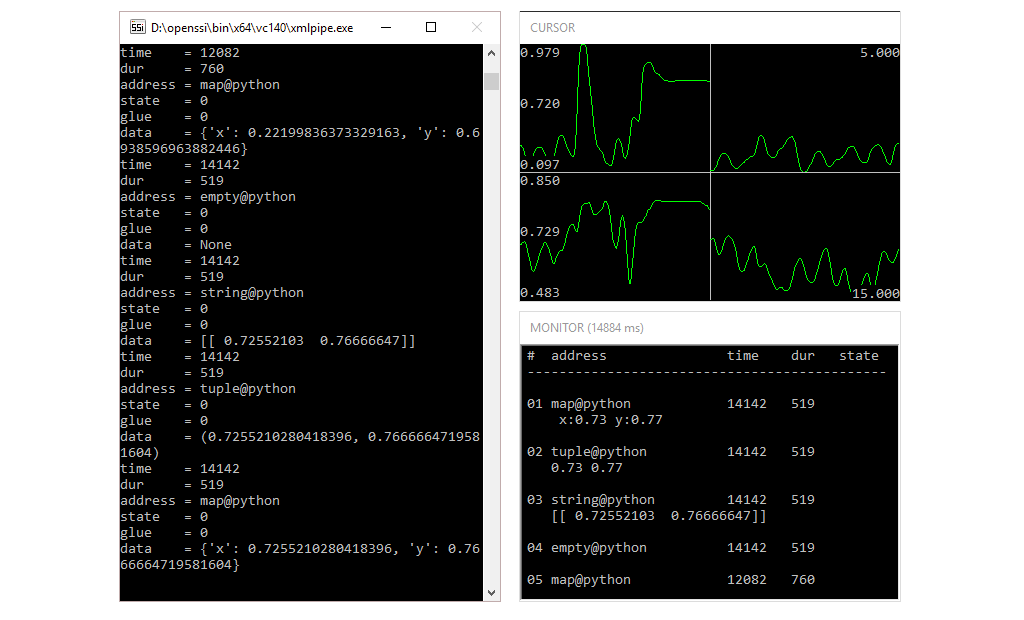 SSi D:\openssi\bin\x64\vc140\xmlpipe.exe
time    = 12082
dur     = 760
address = map@python
state   = 0
glue    = 0
data    = {'x': 0.22199836373329163, 'y': 0.6
938596963882446}
time    = 14142
dur     = 519
address = empty@python
state   = 0
glue    = 0
data    = None
time    = 14142
dur     = 519
address = string@python
state   = 0
glue    = 0
data    = [[ 0.72552103  0.76666647]]
time    = 14142
dur     = 519
address = tuple@python
state   = 0
glue    = 0
data    = (0.7255210280418396, 0.766666471958
1604)
time    = 14142
dur     = 519
address = map@python
state   = 0
glue    = 0
data    = {'x': 0.7255210280418396, 'y': 0.76
66664719581604}
CURSOR
0.979 5.000
0.720
0.097
0.850
0.729
0.483 15.000
MONITOR (14884 ms)
#  address               time    dur   state
---------------------------------------------
01 map@python            14142   519
x:0.73 y:0.77
02 tuple@python          14142   519
0.73 0.77
03 string@python         14142   519
[[ 0.72552103  0.76666647]]
04 empty@python          14142   519
05 map@python            12082   760